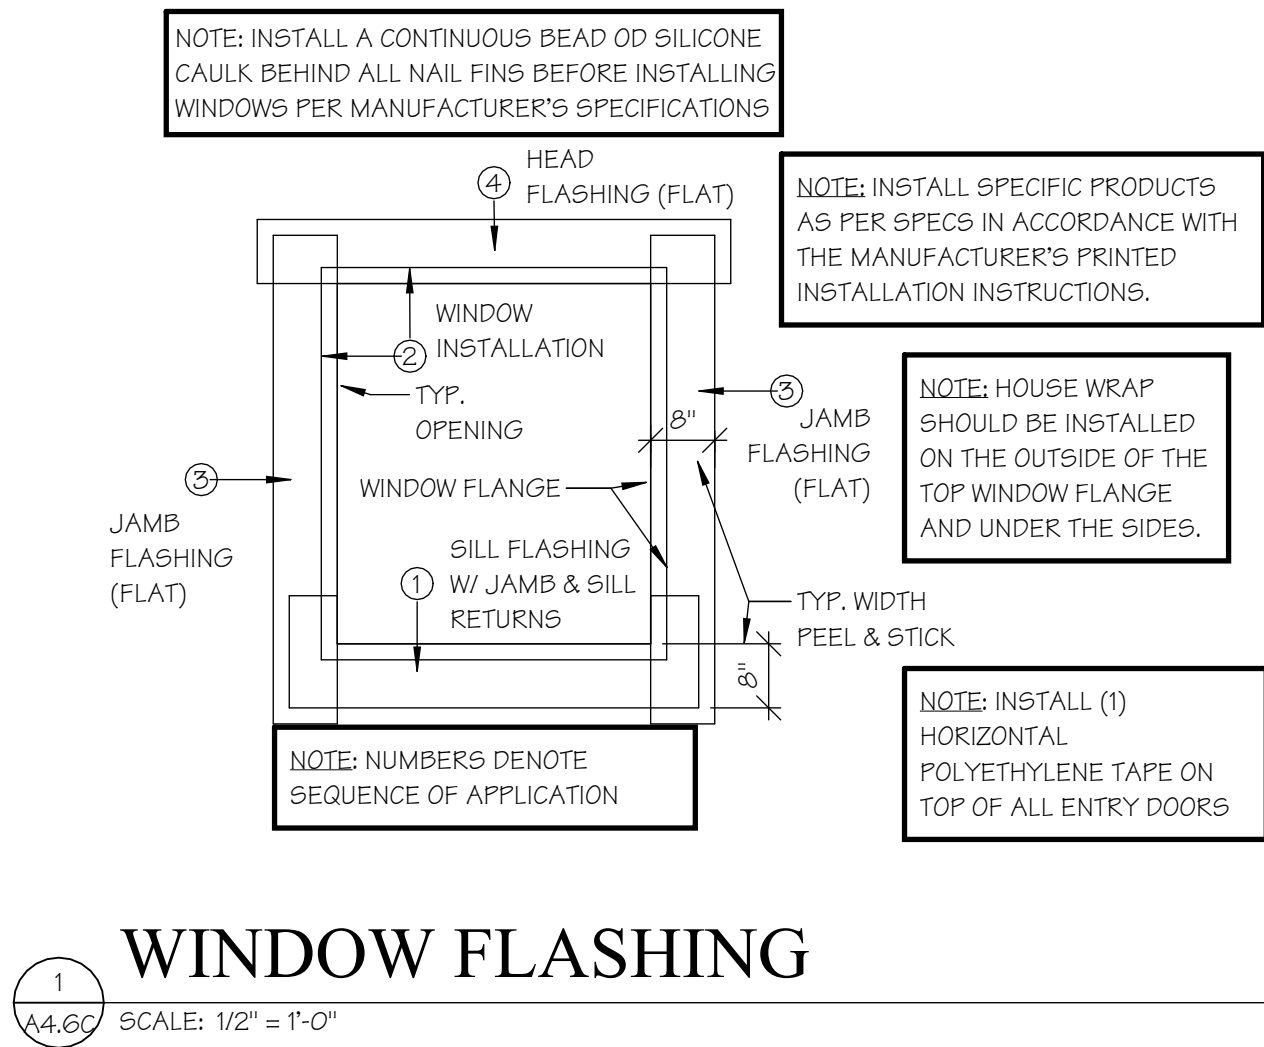 NOTE: INSTALL A CONTINUOUS BEAD OD SILICONE
CAULK BEHIND ALL NAIL FINS BEFORE INSTALLING
WINDOWS PER MANUFACTURER'S SPECIFICATIONS
4
HEAD
FLASHING (FLAT)
NOTE: INSTALL SPECIFIC PRODUCTS
AS PER SPECS IN ACCORDANCE WITH
THE MANUFACTURER'S PRINTED
INSTALLATION INSTRUCTIONS.
WINDOW
INSTALLATION
2
TYP.
OPENING
3
JAMB
FLASHING
(FLAT)
8"
NOTE: HOUSE WRAP
SHOULD BE INSTALLED
ON THE OUTSIDE OF THE
TOP WINDOW FLANGE
AND UNDER THE SIDES.
3
JAMB
FLASHING
(FLAT)
WINDOW FLANGE
1
SILL FLASHING
W/ JAMB & SILL
RETURNS
TYP. WIDTH
PEEL & STICK
8"
NOTE: INSTALL (1)
HORIZONTAL
POLYETHYLENE TAPE ON
TOP OF ALL ENTRY DOORS
NOTE: NUMBERS DENOTE
SEQUENCE OF APPLICATION
WINDOW FLASHING
1
A4.6C
SCALE: 1/2" = 1'-0"